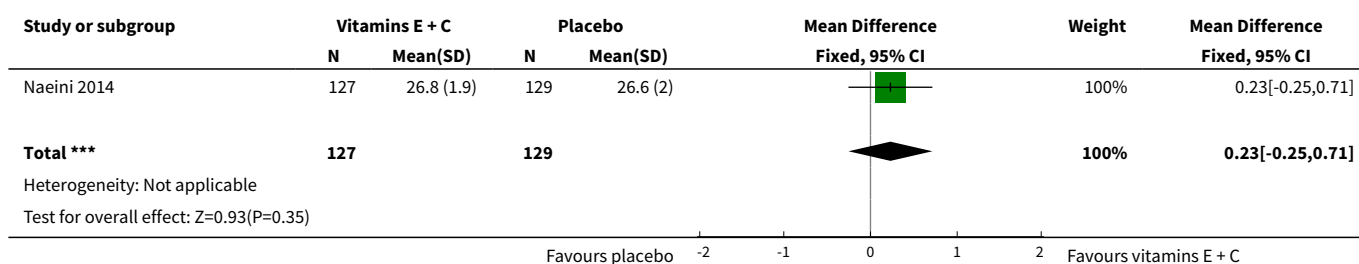 Study or subgroup Vitamins E + C Placebo Mean Difference Weight Mean Difference
N Mean(SD) N Mean(SD) Fixed, 95% CI Fixed, 95% CI
Naeini 2014 127 26.8 (1.9) 129 26.6 (2) 100% 0.23[-0.25,0.71]
Total *** 127 129 100% 0.23[-0.25,0.71]
Heterogeneity: Not applicable
Test for overall effect: Z=0.93(P=0.35)
Favours placebo -2 -1 0 1 2 Favours vitamins E + C